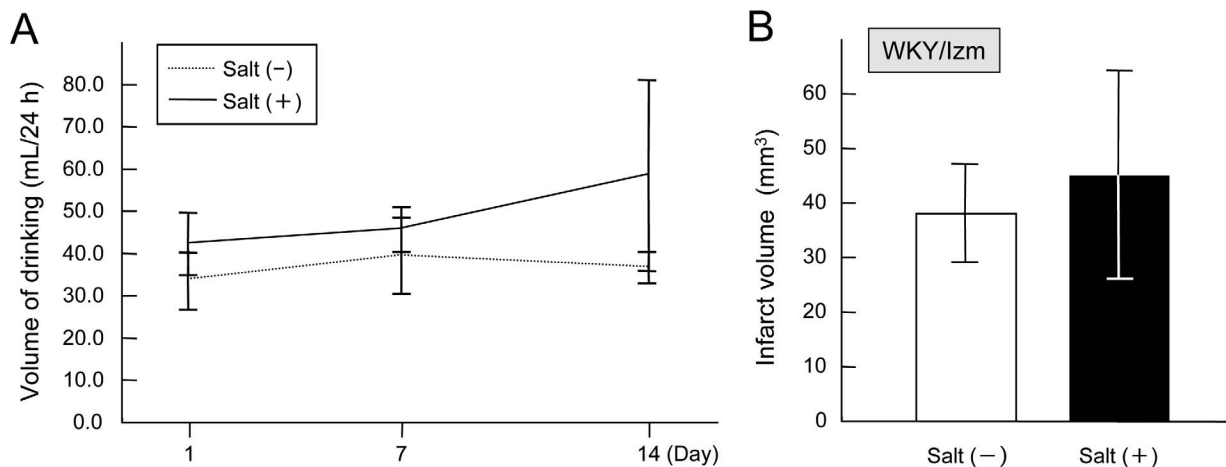 A
Volume of drinking (mL/24 h)
80.0
70.0
60.0
50.0
40.0
30.0
20.0
10.0
0.0
Salt (−)
Salt (+)
1 7 14 (Day)
B
WKY/Izm
Infarct volume (mm³)
60
50
40
30
20
10
0
Salt (−) Salt (+)